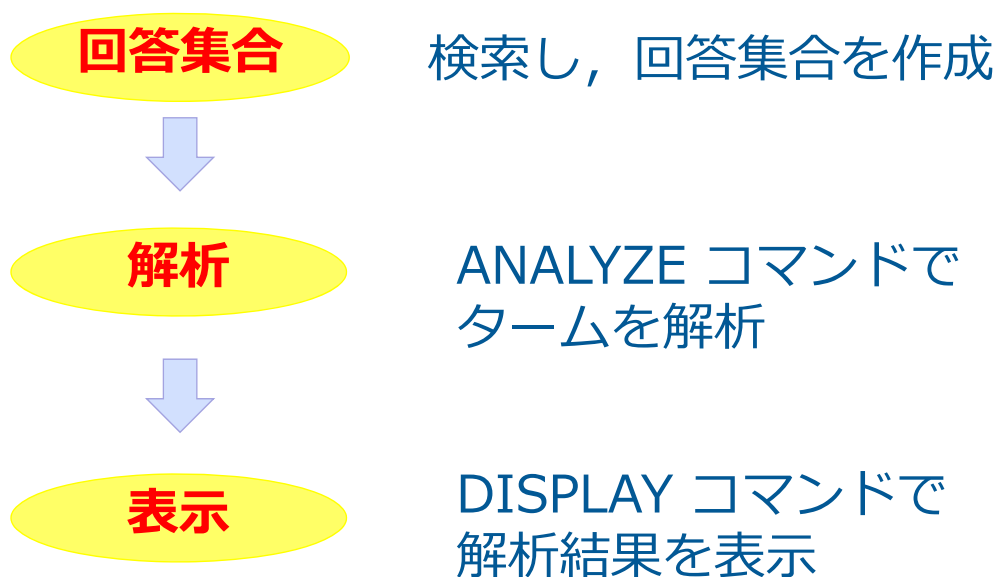 回答集合
検索し，回答集合を作成
解析
ANALYZE コマンドで
タームを解析
表示
DISPLAY コマンドで
解析結果を表示